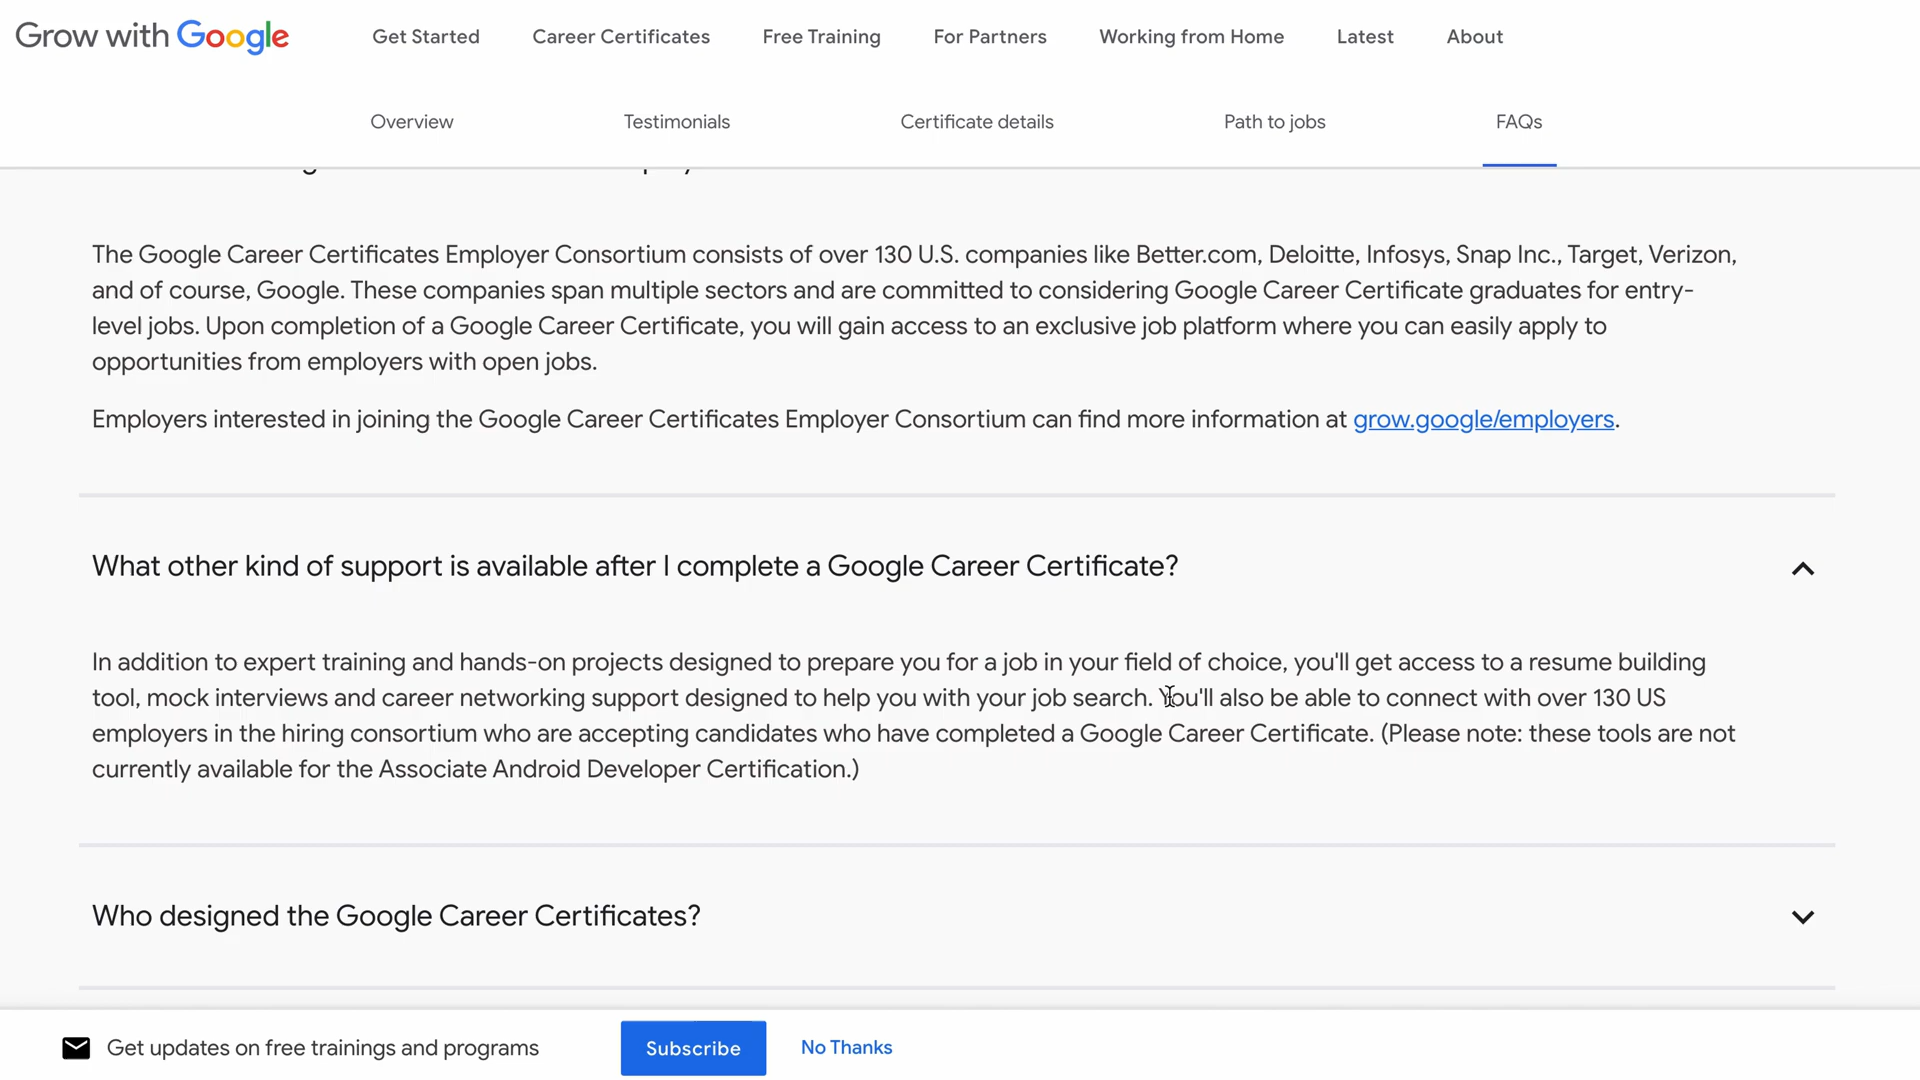 Grow with Google
Get Started
Career Certificates
Free Training
For Partners
Working from Home
Latest
About
Overview
Testimonials
Certificate details
Path to jobs
FAQs
The Google Career Certificates Employer Consortium consists of over 130 U.S. companies like Better.com, Deloitte, Infosys, Snap Inc., Target, Verizon,
and of course, Google. These companies span multiple sectors and are committed to considering Google Career Certificate graduates for entry-
level jobs. Upon completion of a Google Career Certificate, you will gain access to an exclusive job platform where you can easily apply to
opportunities from employers with open jobs.
Employers interested in joining the Google Career Certificates Employer Consortium can find more information at grow.google/employers.
What other kind of support is available after I complete a Google Career Certificate?
In addition to expert training and hands-on projects designed to prepare you for a job in your field of choice, you'll get access to a resume building
tool, mock interviews and career networking support designed to help you with your job search. You'll also be able to connect with over 130 US
employers in the hiring consortium who are accepting candidates who have completed a Google Career Certificate. (Please note: these tools are not
currently available for the Associate Android Developer Certification.)
Who designed the Google Career Certificates?
Get updates on free trainings and programs
Subscribe
No Thanks